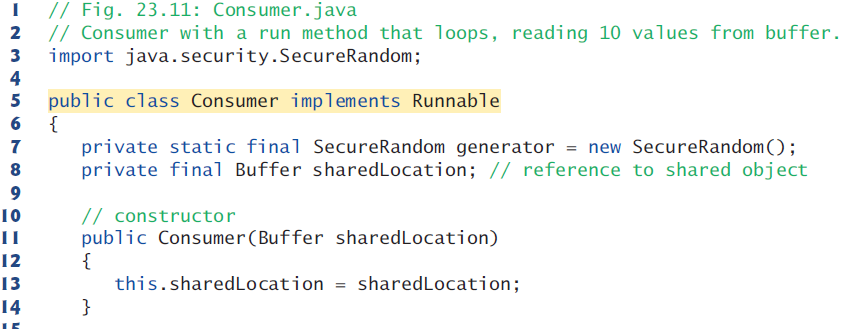 1 // Fig. 23.11: Consumer.java
2 // Consumer with a run method that loops, reading 10 values from buffer.
3 import java.security.SecureRandom;
4
5 public class Consumer implements Runnable
6 {
7 private static final SecureRandom generator = new SecureRandom();
8 private final Buffer sharedLocation; // reference to shared object
9
10 // constructor
11 public Consumer(Buffer sharedLocation)
12 {
13 this.sharedLocation = sharedLocation;
14 }
15